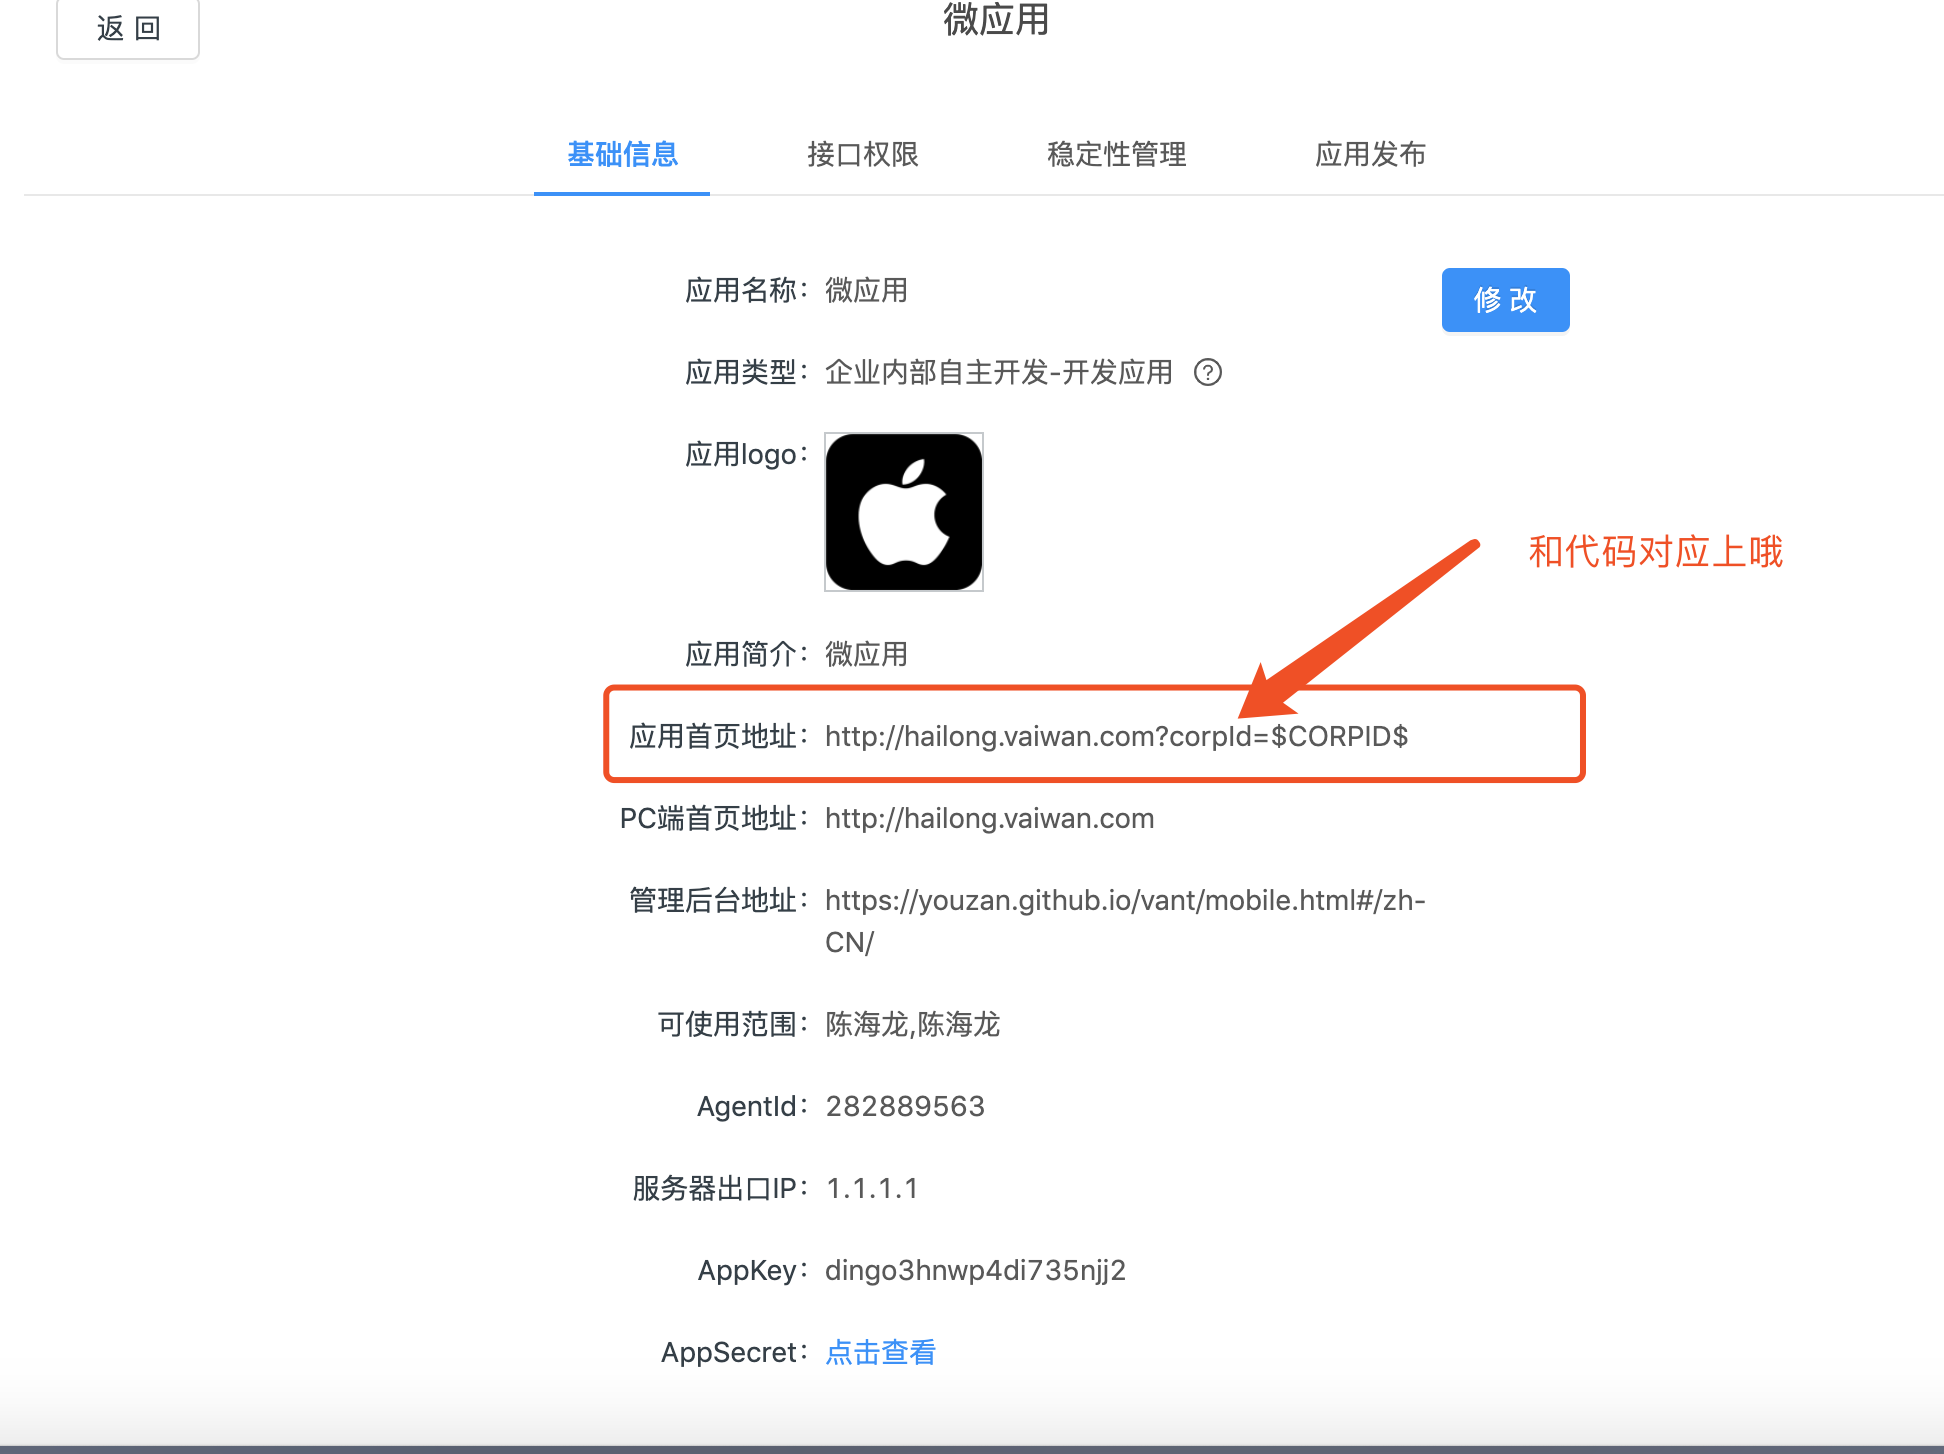 返 回
微应用
基础信息
接口权限
稳定性管理
应用发布
应用名称：
微应用
修 改
应用类型：
企业内部自主开发-开发应用
?
应用logo：
和代码对应上哦
应用简介：
微应用
应用首页地址：
http://hailong.vaiwan.com?corpId=$CORPID$
PC端首页地址：
http://hailong.vaiwan.com
管理后台地址：
https://youzan.github.io/vant/mobile.html#/zh-
CN/
可使用范围：
陈海龙,陈海龙
AgentId：
282889563
服务器出口IP：
1.1.1.1
AppKey：
dingo3hnwp4di735njj2
AppSecret：
点击查看